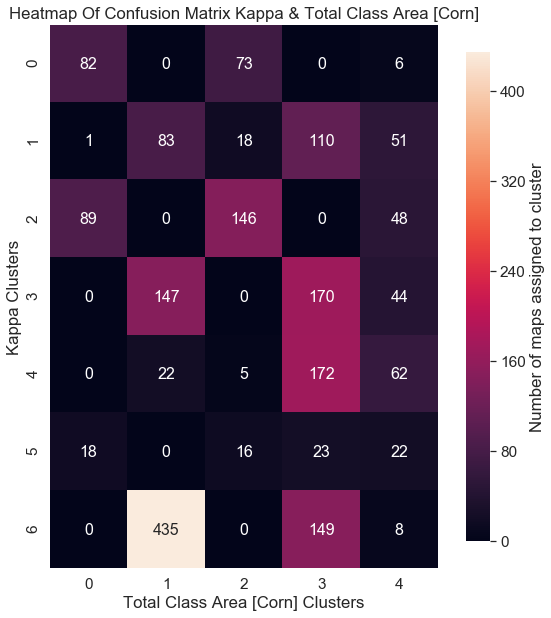 Heatmap Of Confusion Matrix Kappa & Total Class Area [Corn]
0 82 0 73 0 6
1 1 83 18 110 51
2 89 0 146 0 48
3 0 147 0 170 44
4 0 22 5 172 62
5 18 0 16 23 22
6 0 435 0 149 8
0 1 2 3 4
Total Class Area [Corn] Clusters
Kappa Clusters
400
320
240
160
80
0
Number of maps assigned to cluster